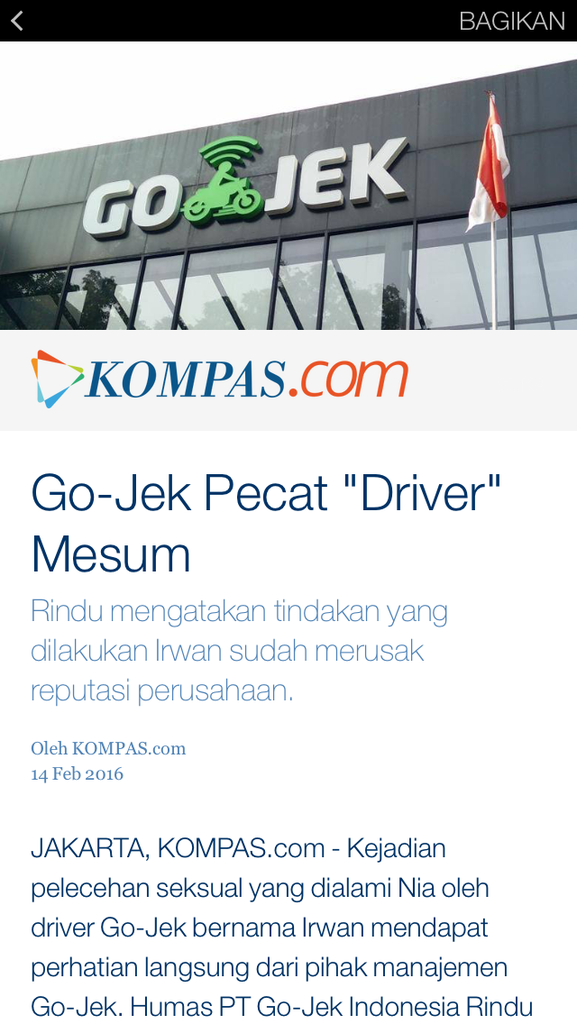 BAGIKAN
GO JEK
KOMPAS.com
Go-Jek Pecat "Driver"
Mesum
Rindu mengatakan tindakan yang
dilakukan Irwan sudah merusak
reputasi perusahaan.
Oleh KOMPAS.com
14 Feb 2016
JAKARTA, KOMPAS.com - Kejadian
pelecehan seksual yang dialami Nia oleh
driver Go-Jek bernama Irwan mendapat
perhatian langsung dari pihak manajemen
Go-Jek. Humas PT Go-Jek Indonesia Rindu